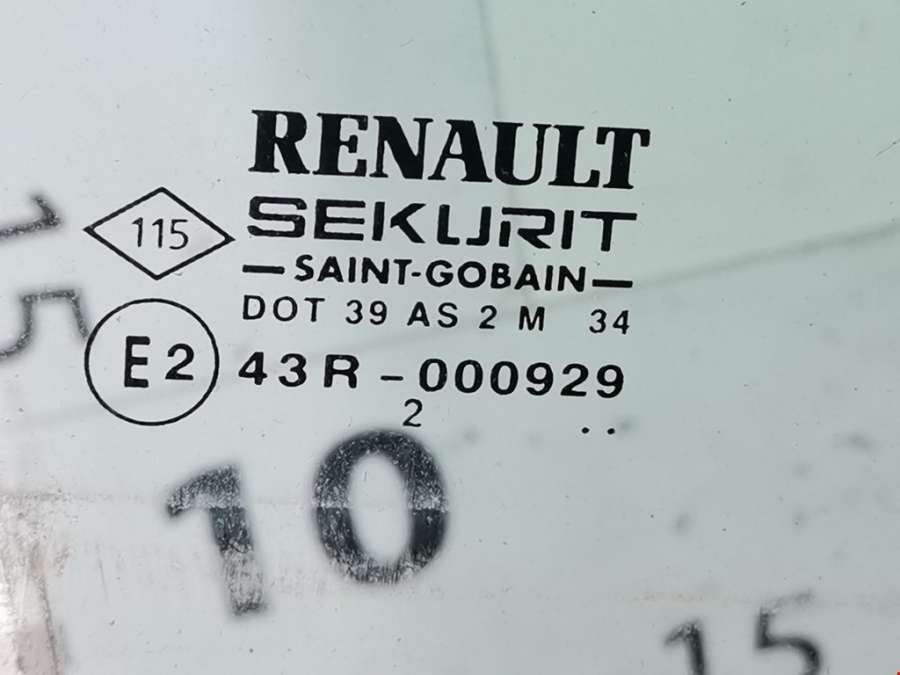 RENAULT
SEKURIT
115
—SAINT-GOBAIN—
DOT 39 AS 2 M 34
E2 43R -000929
2 ..
15
10
15